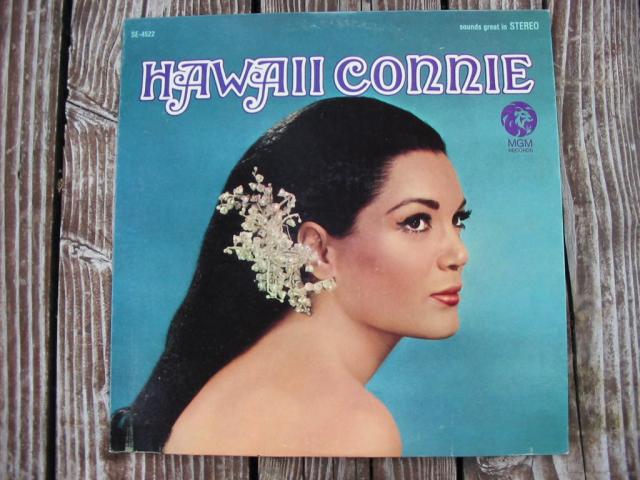 SE-4522
sounds great in STEREO
HAWAII CONNIE
MGM
RECORDS